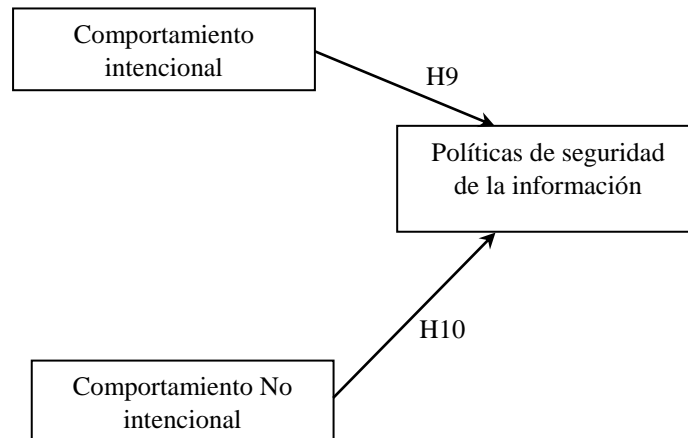 Comportamiento
intencional
H9
Políticas de seguridad
de la información
H10
Comportamiento No
intencional